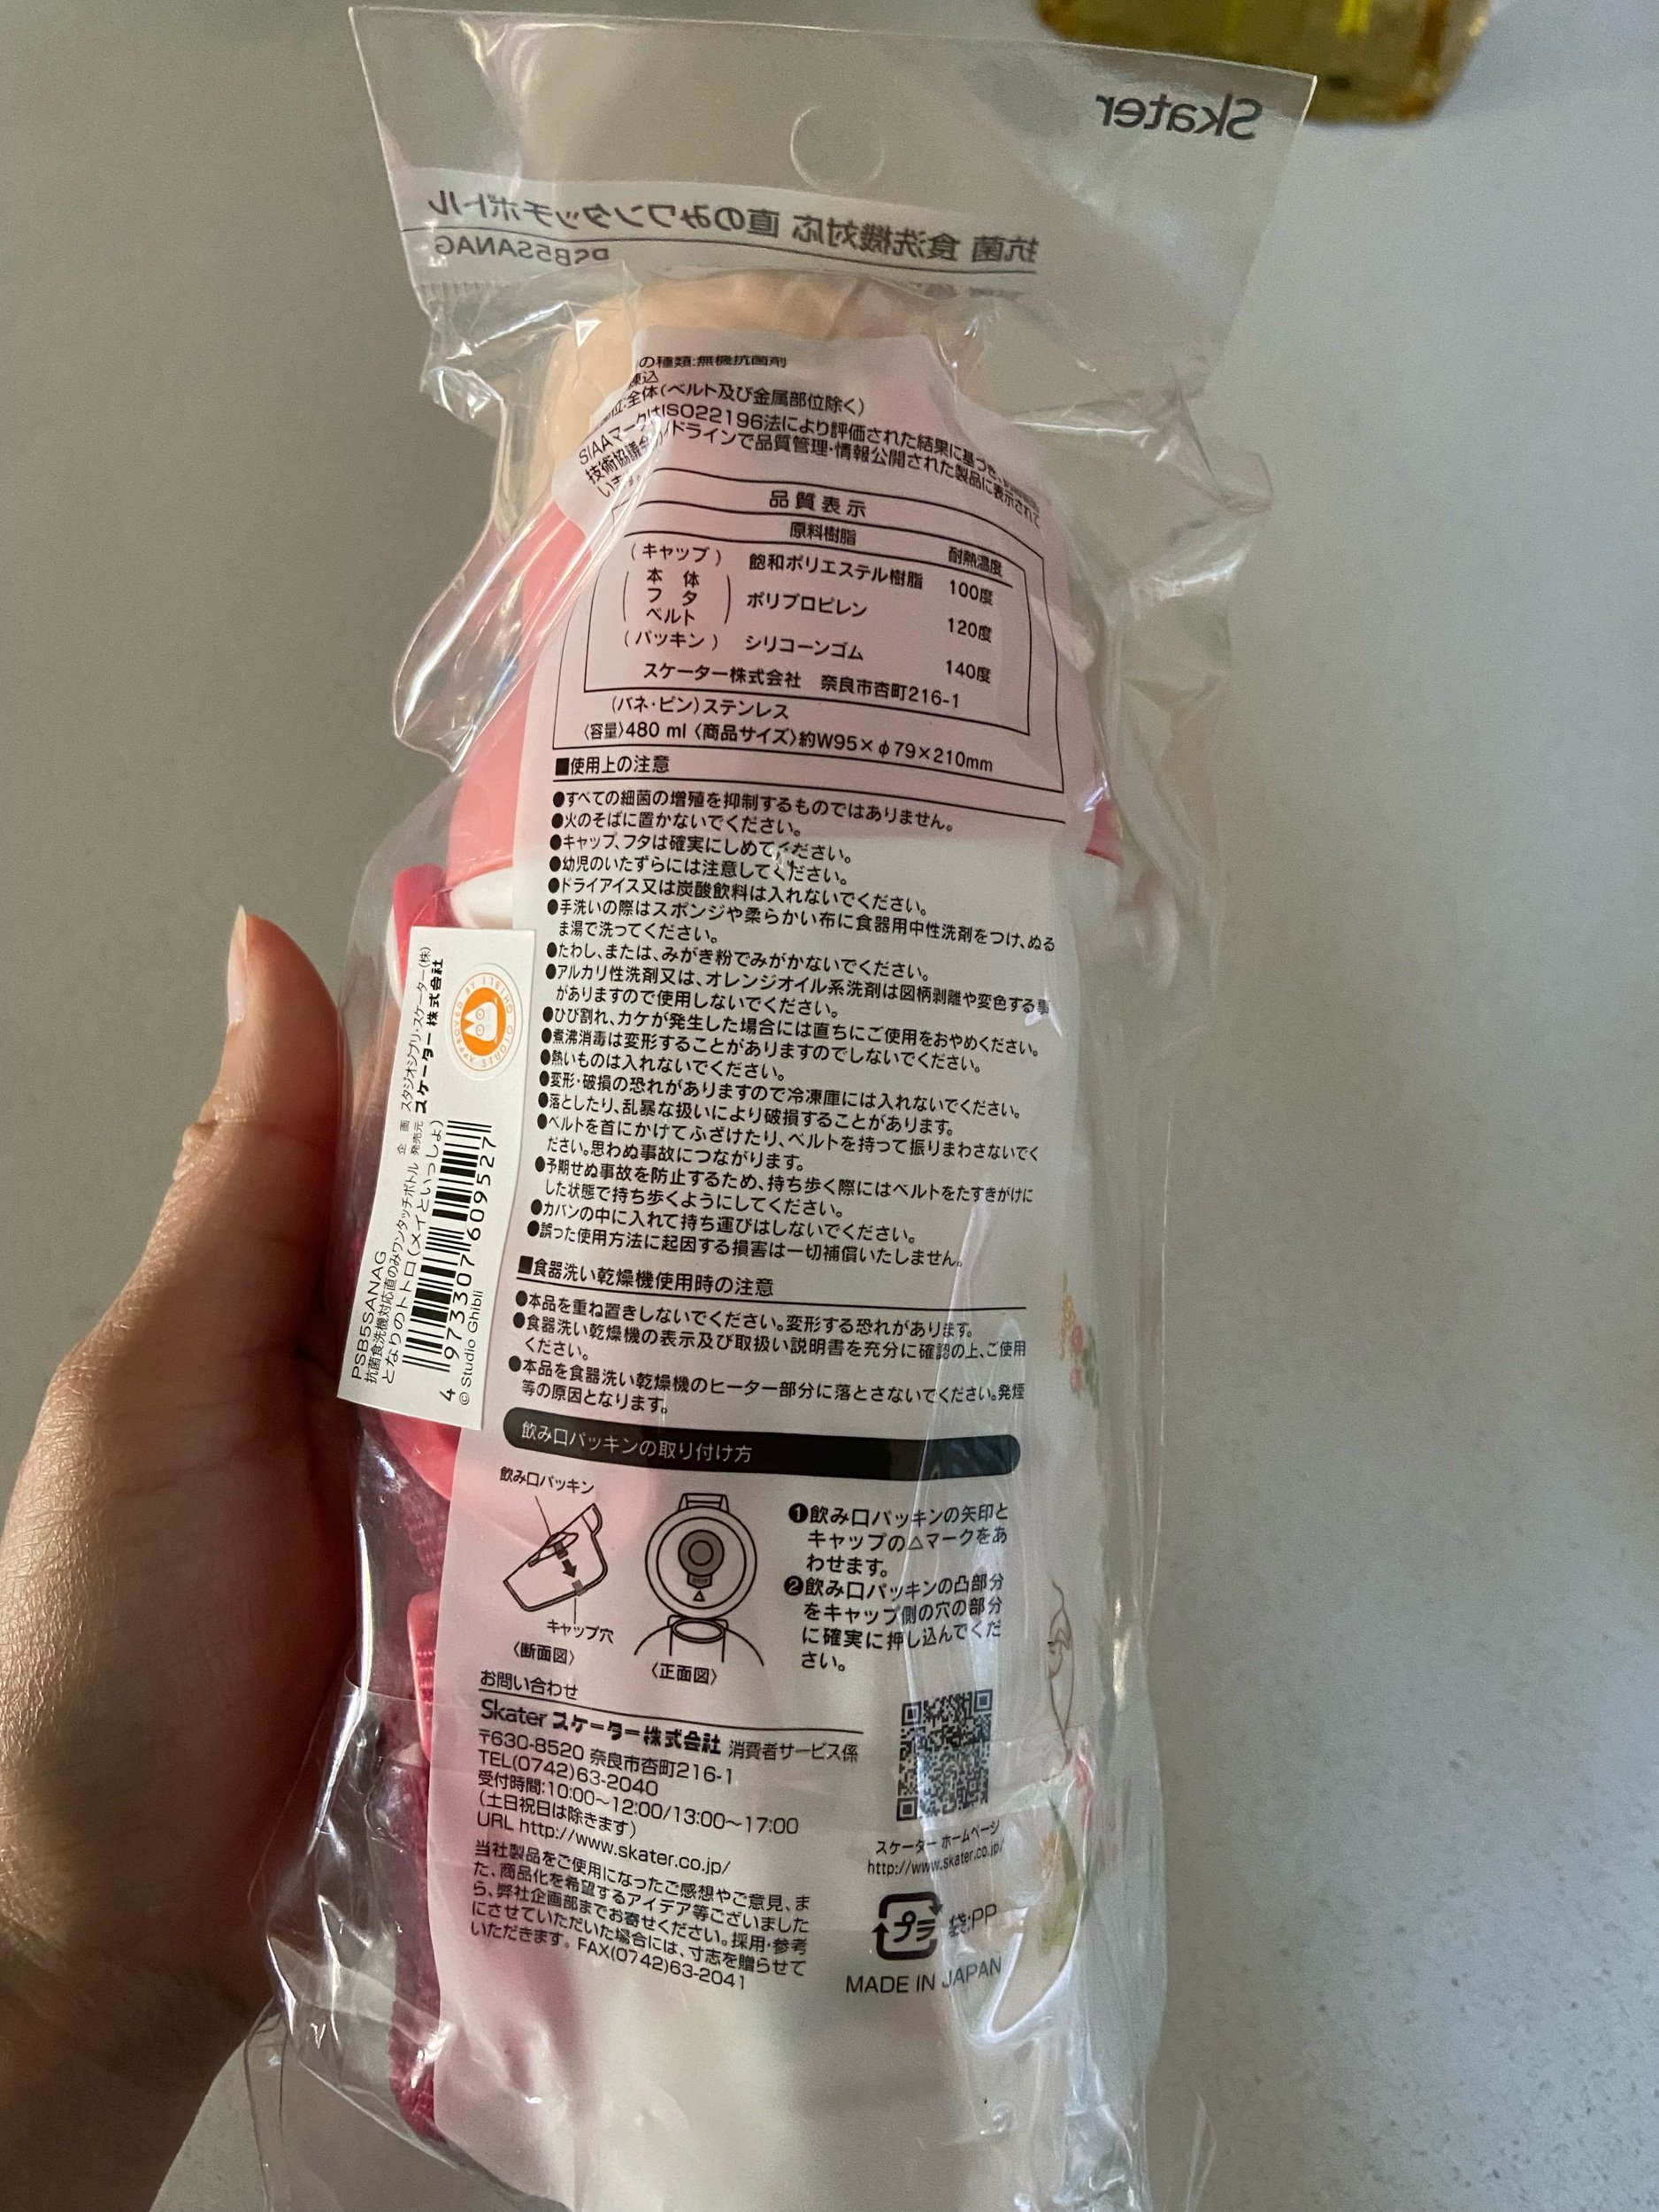 Skater
抗菌 食洗機対応 直のみワンタッチボトル
PSB5SANAG
の種類:無機抗菌剤
練込
全体(ベルト及び金属部位除く)
SIAAマークはISO22196法により評価された結果に基づき、
技術協議会 ドラインで品質管理・情報公開された製品に表示されて
いま
品質表示
原料樹脂
耐熱温度
(キャップ) 飽和ポリエステル樹脂 100度
本体
フタ ポリプロピレン 120度
ベルト
(パッキン) シリコーンゴム 140度
スケーター株式会社 奈良市杏町216-1
(バネ・ピン)ステンレス
〈容量〉480 ml〈商品サイズ〉約W95×φ79×210mm
■使用上の注意
●すべての細菌の増殖を抑制するものではありません。
●火のそばに置かないでください。
●キャップ、フタは確実にしめてください。
●幼児のいたずらには注意してください。
●ドライアイス又は炭酸飲料は入れないでください。
●手洗いの際はスポンジや柔らかい布に食器用中性洗剤をつけ、ぬる
ま湯で洗ってください。
●たわし、または、みがき粉でみがかないでください。
●アルカリ性洗剤又は、オレンジオイル系洗剤は図柄剥離や変色する事
がありますので使用しないでください。
●ひび割れ、カケが発生した場合には直ちにご使用をおやめください。
●煮沸消毒は変形することがありますのでしないでください。
●熱いものは入れないでください。
●変形・破損の恐れがありますので冷凍庫には入れないでください。
●落としたり、乱暴な扱いにより破損することがあります。
●ベルトを首にかけてふざけたり、ベルトを持って振りまわさないでく
ださい。思わぬ事故につながります。
●予期せぬ事故を防止するため、持ち歩く際にはベルトをたすきがけに
した状態で持ち歩くようにしてください。
●カバンの中に入れて持ち運びはしないでください。
●誤った使用方法に起因する損害は一切補償いたしません。
■食器洗い乾燥機使用時の注意
●本品を重ね置きしないでください。変形する恐れがあります。
●食器洗い乾燥機の表示及び取扱い説明書を充分に確認の上、ご使用
ください。
●本品を食器洗い乾燥機のヒーター部分に落とさないでください。発煙
等の原因となります。
飲み口パッキンの取り付け方
飲み口パッキン
キャップ穴
〈断面図〉
〈正面図〉
❶飲み口パッキンの矢印と
キャップの△マークをあ
わせます。
❷飲み口パッキンの凸部分
をキャップ側の穴の部分
に確実に押し込んでくだ
さい。
お問い合わせ
Skater スケーター株式会社 消費者サービス係
〒630-8520 奈良市杏町216-1
TEL(0742)63-2040
受付時間:10:00〜12:00/13:00〜17:00
(土日祝日は除きます)
URL http://www.skater.co.jp/
当社製品をご使用になったご感想やご意見、ま
た、商品化を希望するアイデア等ございました
ら、弊社企画部までお寄せください。採用・参考
にさせていただいた場合には、寸志を贈らせて
いただきます。FAX(0742)63-2041
スケーター ホームページ
http://www.skater.co.jp/
プラ 袋:PP
MADE IN JAPAN
PSB5SANAG
抗菌食洗機対応直のみワンタッチボトル
となりのトトロ(メイといっしょ)
企画 スタジオジブリ・スケーター(株)
発売元 スケーター株式会社
4 973307 609527
© Studio Ghibli
APPROVED BY GHIBLI STUDIO